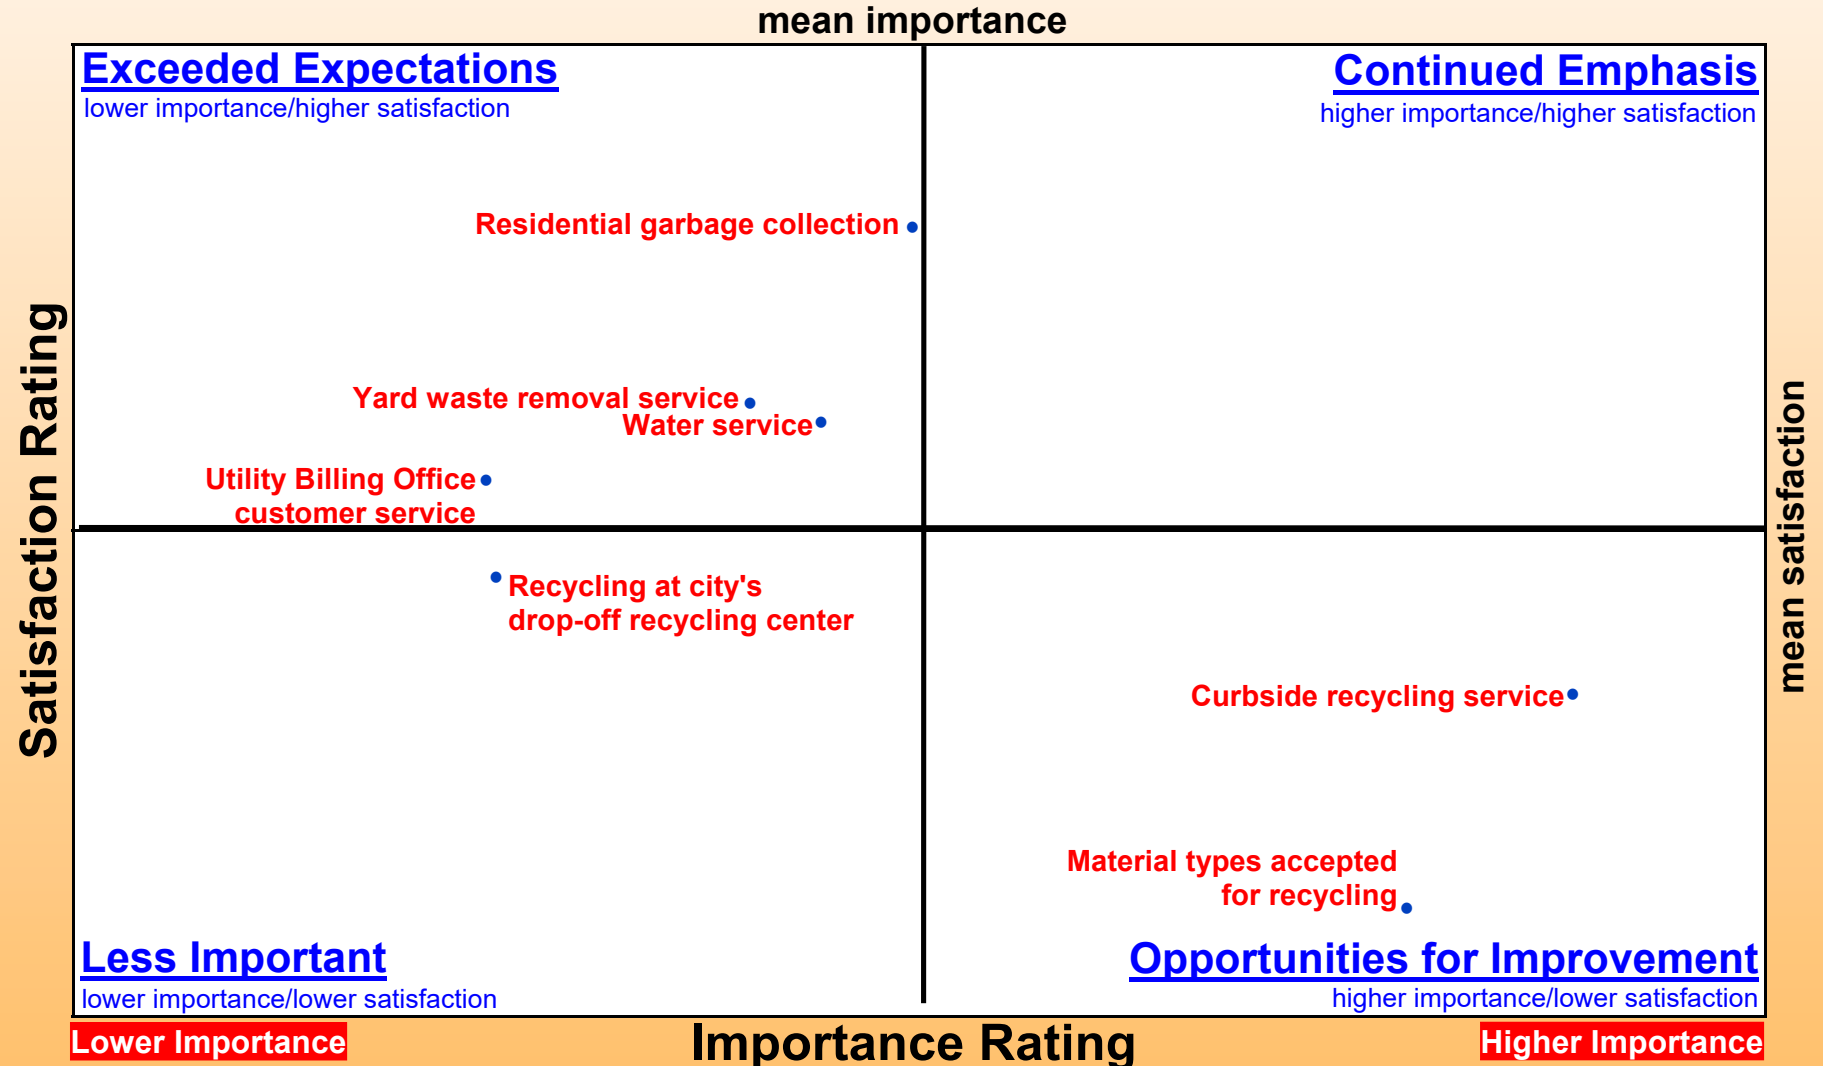 mean importance
Exceeded Expectations
lower importance/higher satisfaction
Continued Emphasis
higher importance/higher satisfaction
Residential garbage collection
Yard waste removal service
Water service
Utility Billing Office
customer service
Satisfaction Rating
mean satisfaction
Recycling at city's
drop-off recycling center
Curbside recycling service
Material types accepted
for recycling
Less Important
lower importance/lower satisfaction
Opportunities for Improvement
higher importance/lower satisfaction
Lower Importance
Importance Rating
Higher Importance